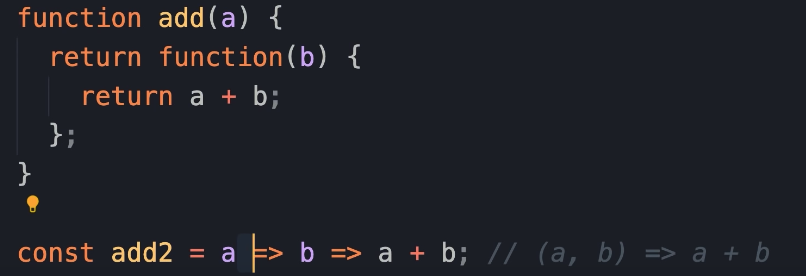 function add(a) {
  return function(b) {
    return a + b;
  };
}
const add2 = a => b => a + b; // (a, b) => a + b